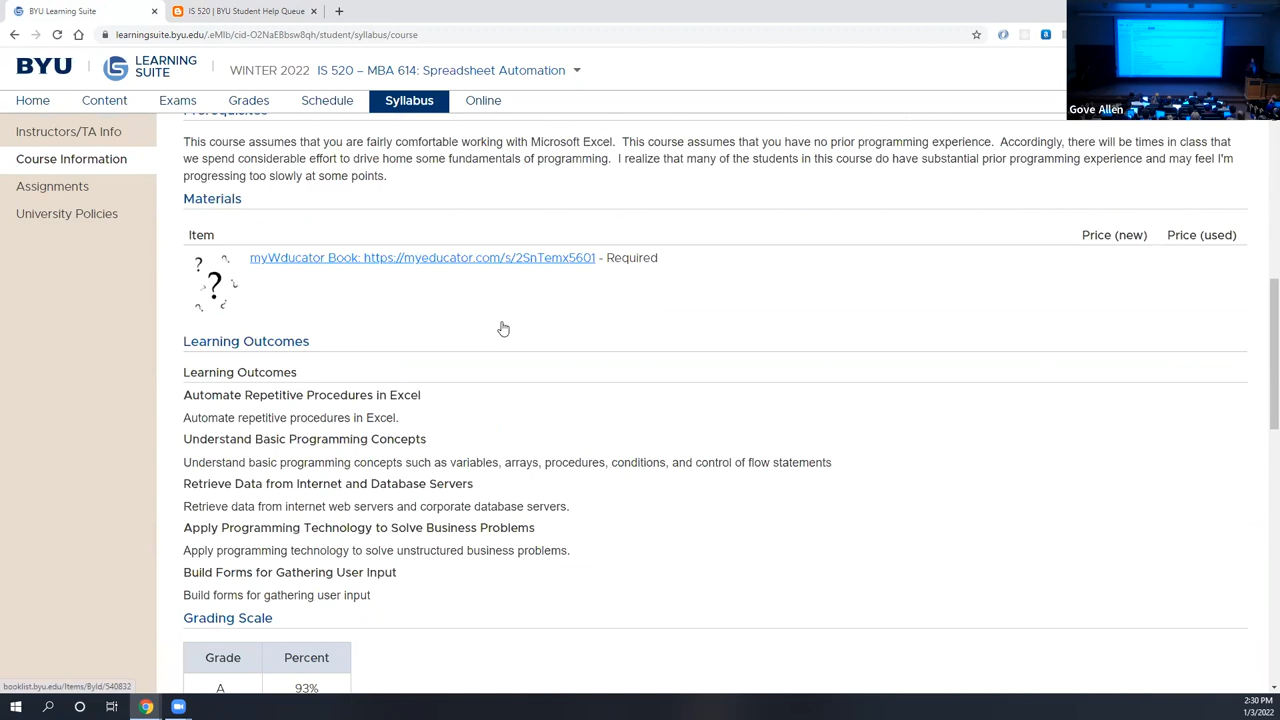 BYU Learning Suite
IS 520 | BYU Student Help Queue
learningsuite.byu.edu/.eMlb/cid-O2NaEBbsw8qh/student/syllabus/course
BYU
LEARNING SUITE
WINTER 2022 IS 520 – MBA 614: Spreadsheet Automation
Gove Allen
Home Content Exams Grades Schedule Syllabus Online
Instructors/TA Info
Course Information
Assignments
University Policies
Prerequisites
This course assumes that you are fairly comfortable working with Microsoft Excel. This course assumes that you have no prior programming experience. Accordingly, there will be times in class that
we spend considerable effort to drive home some fundamentals of programming. I realize that many of the students in this course do have substantial prior programming experience and may feel I'm
progressing too slowly at some points.
Materials
Item Price (new) Price (used)
myWducator Book: https://myeducator.com/s/2SnTemx5601 - Required
Learning Outcomes
Learning Outcomes
Automate Repetitive Procedures in Excel
Automate repetitive procedures in Excel.
Understand Basic Programming Concepts
Understand basic programming concepts such as variables, arrays, procedures, conditions, and control of flow statements
Retrieve Data from Internet and Database Servers
Retrieve data from internet web servers and corporate database servers.
Apply Programming Technology to Solve Business Problems
Apply programming technology to solve unstructured business problems.
Build Forms for Gathering User Input
Build forms for gathering user input
Grading Scale
Grade Percent
A 93%
booklist.byu.edu/Items/ById/540832
2:30 PM
1/3/2022